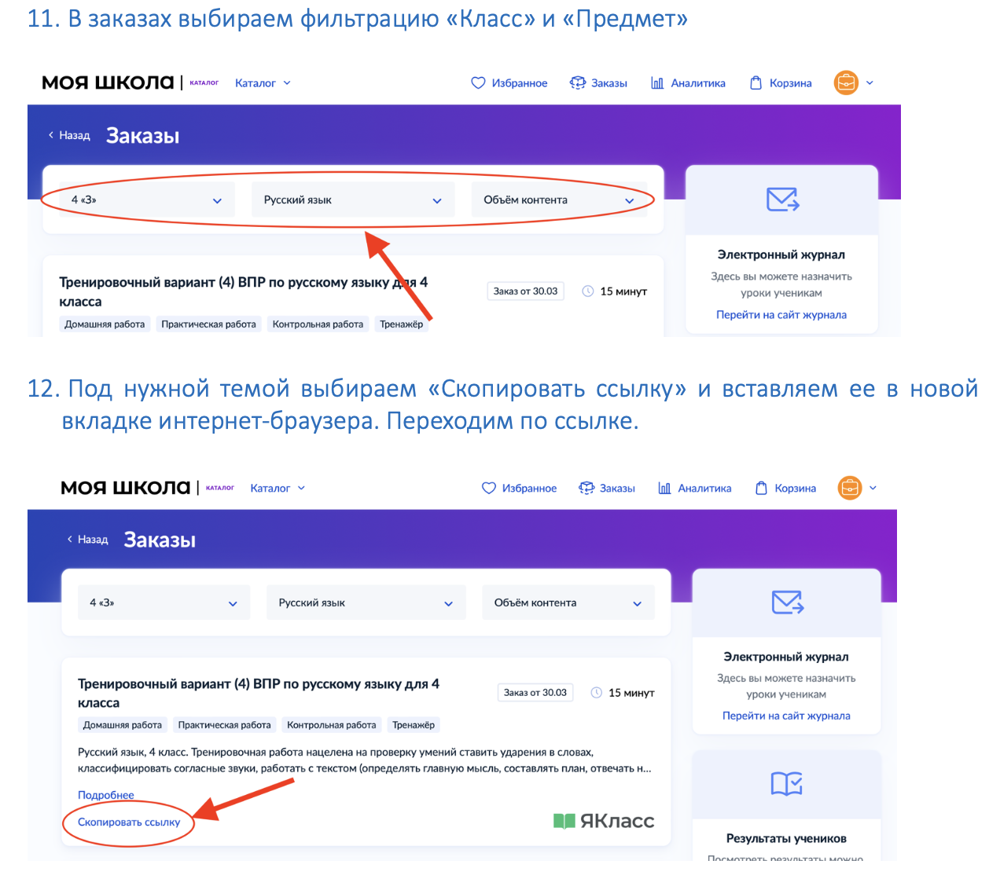 11. В заказах выбираем фильтрацию «Класс» и «Предмет»
МОЯ ШКОЛА | КАТАЛОГ Каталог Избранное Заказы Аналитика Корзина
Назад Заказы
4 «З» Русский язык Объём контента
Электронный журнал
Здесь вы можете назначить
уроки ученикам
Перейти на сайт журнала
Тренировочный вариант (4) ВПР по русскому языку для 4
класса
Заказ от 30.03 15 минут
Домашняя работа Практическая работа Контрольная работа Тренажёр
12. Под нужной темой выбираем «Скопировать ссылку» и вставляем ее в новой
вкладке интернет-браузера. Переходим по ссылке.
МОЯ ШКОЛА | КАТАЛОГ Каталог Избранное Заказы Аналитика Корзина
Назад Заказы
4 «З» Русский язык Объём контента
Электронный журнал
Здесь вы можете назначить
уроки ученикам
Перейти на сайт журнала
Тренировочный вариант (4) ВПР по русскому языку для 4
класса
Заказ от 30.03 15 минут
Домашняя работа Практическая работа Контрольная работа Тренажёр
Русский язык, 4 класс. Тренировочная работа нацелена на проверку умений ставить ударения в словах,
классифицировать согласные звуки, работать с текстом (определять главную мысль, составлять план, отвечать н...
Подробнее
Скопировать ссылку
ЯКласс
Результаты учеников
Посмотреть результаты можно